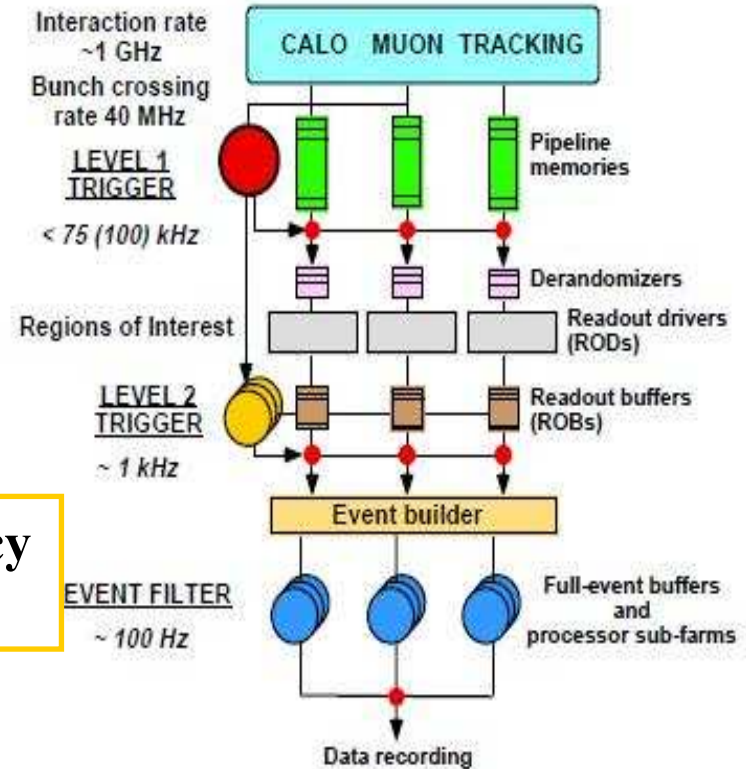 Interaction rate
~1 GHz
CALO MUON TRACKING
Bunch crossing
rate 40 MHz
LEVEL 1
TRIGGER
Pipeline
memories
< 75 (100) kHz
Derandomizers
Regions of Interest
Readout drivers
(RODs)
LEVEL 2
TRIGGER
Readout buffers
(ROBs)
~ 1 kHz
Event builder
EVENT FILTER
~ 100 Hz
Full-event buffers
and
processor sub-farms
Data recording